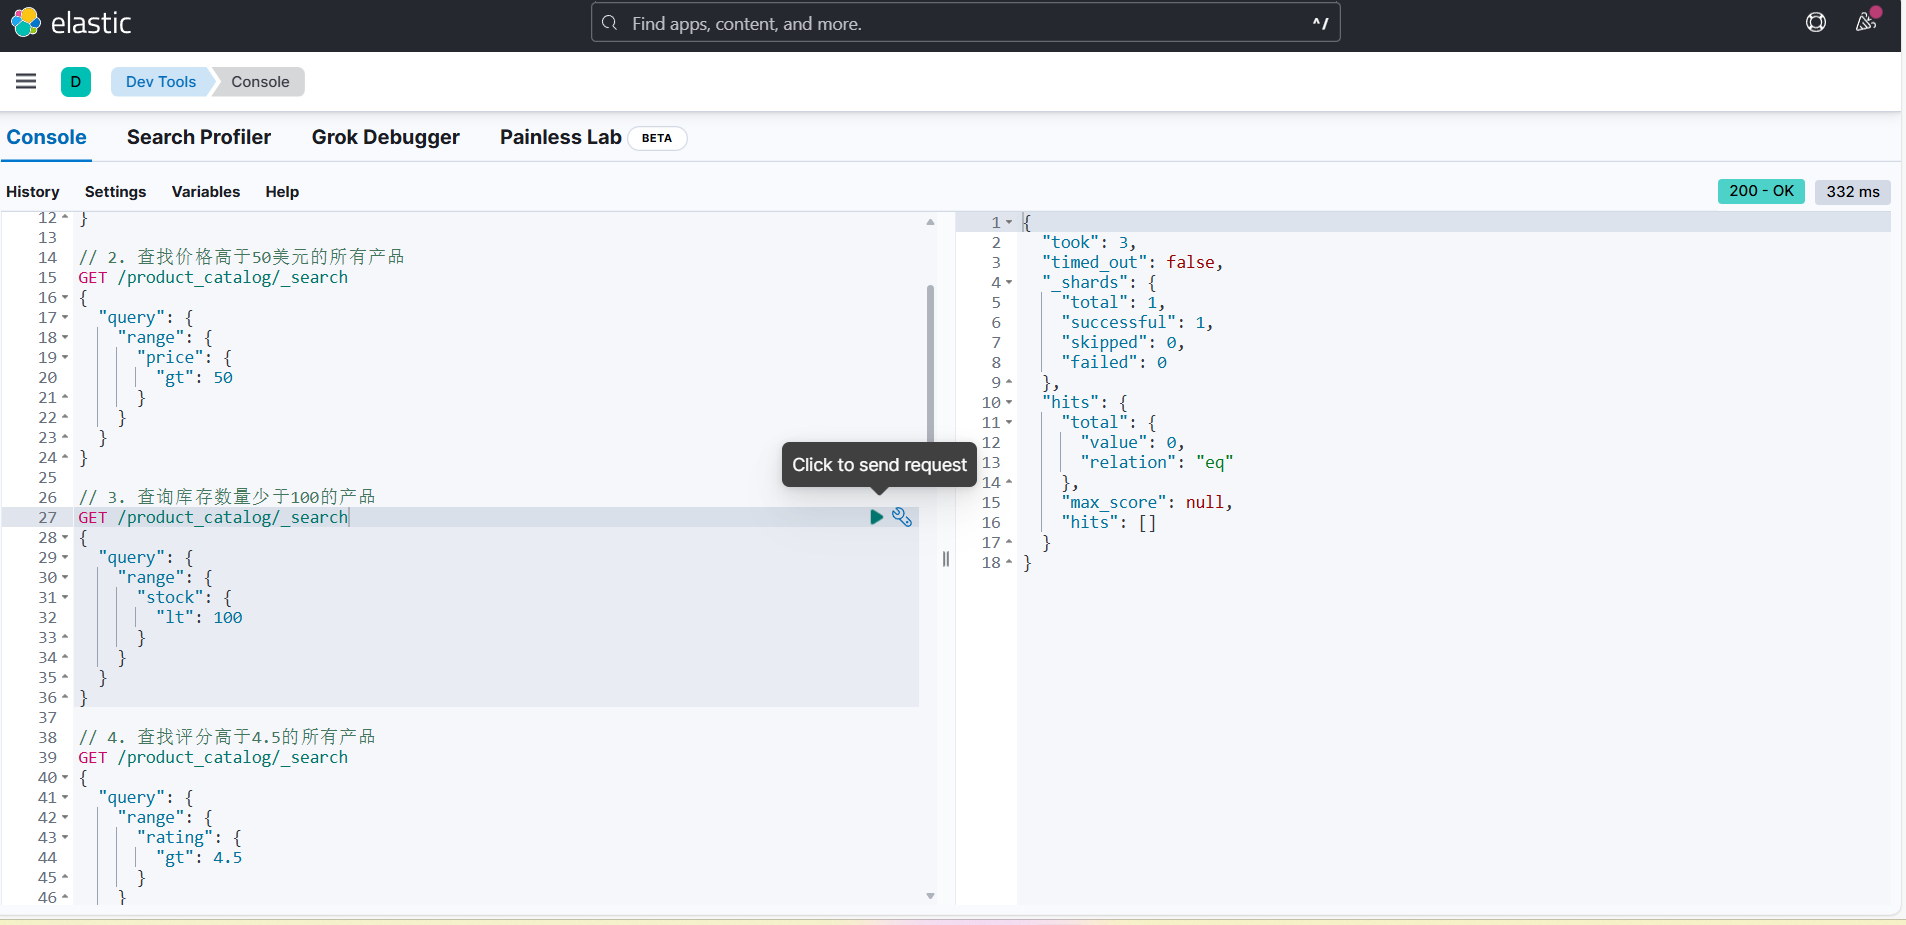 elastic
Find apps, content, and more.
^/
D
Dev Tools
Console
Console
Search Profiler
Grok Debugger
Painless Lab
BETA
History
Settings
Variables
Help
200 - OK
332 ms
12 }
13
14 // 2. 查找价格高于50美元的所有产品
15 GET /product_catalog/_search
16 {
17 "query": {
18 "range": {
19 "price": {
20 "gt": 50
21 }
22 }
23 }
24 }
25
26 // 3. 查询库存数量少于100的产品
27 GET /product_catalog/_search
28 {
29 "query": {
30 "range": {
31 "stock": {
32 "lt": 100
33 }
34 }
35 }
36 }
37
38 // 4. 查找评分高于4.5的所有产品
39 GET /product_catalog/_search
40 {
41 "query": {
42 "range": {
43 "rating": {
44 "gt": 4.5
45 }
46 }
Click to send request
1 {
2 "took": 3,
3 "timed_out": false,
4 "_shards": {
5 "total": 1,
6 "successful": 1,
7 "skipped": 0,
8 "failed": 0
9 },
10 "hits": {
11 "total": {
12 "value": 0,
13 "relation": "eq"
14 },
15 "max_score": null,
16 "hits": []
17 }
18 }